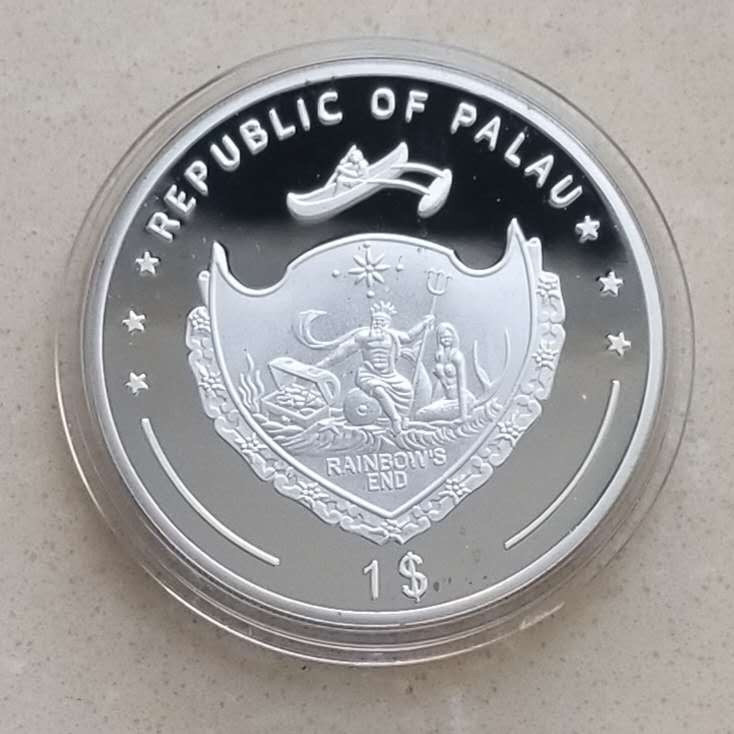 REPUBLIC OF PALAU
RAINBOW'S
END
1 $